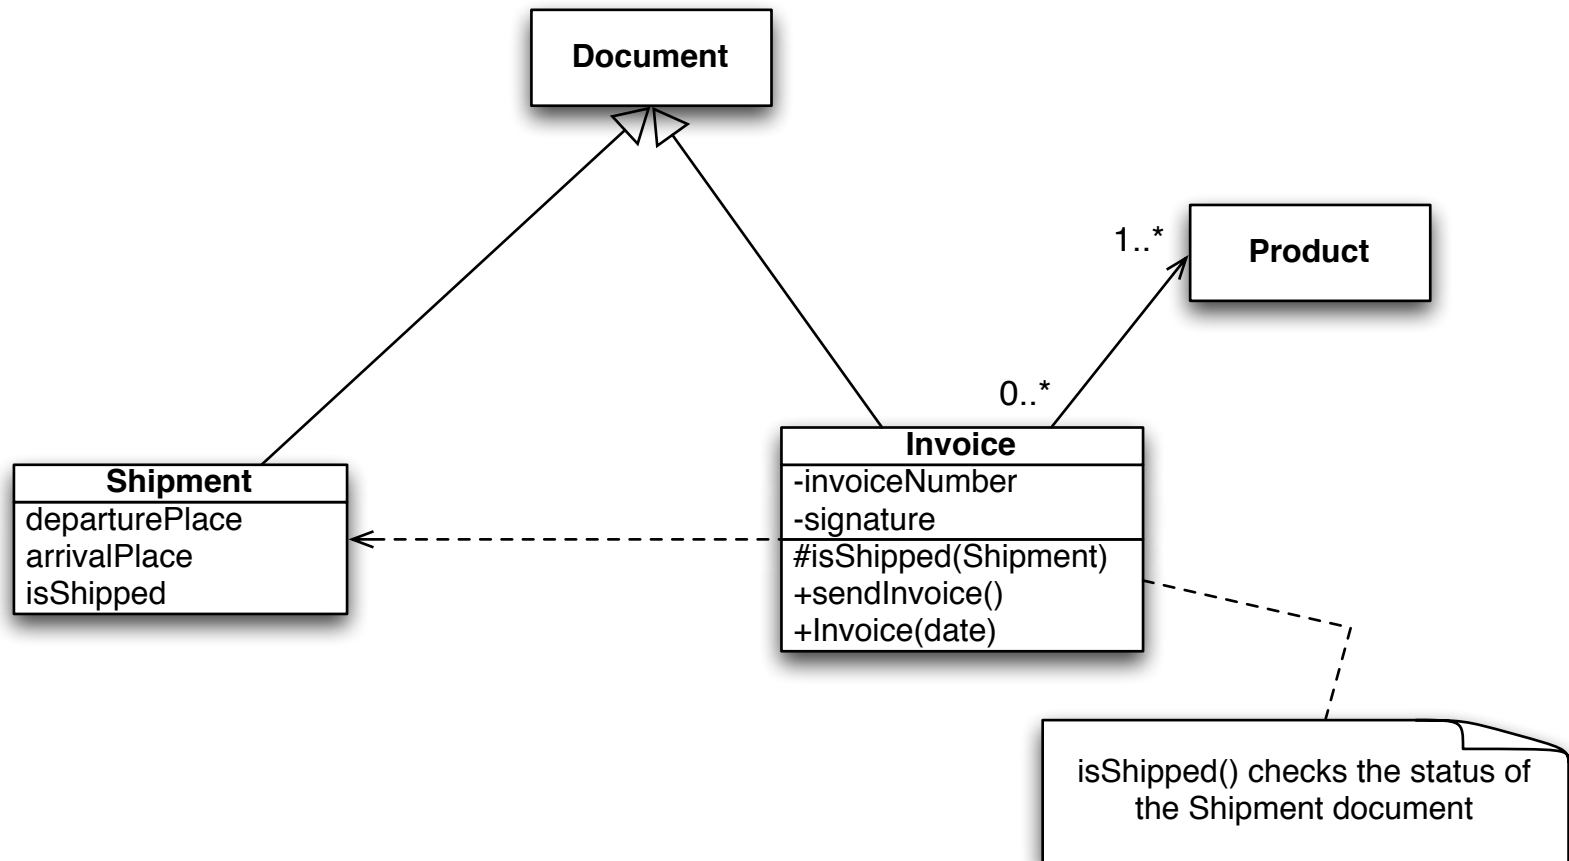 Document
1..*
Product
0..*
Invoice
-invoiceNumber
-signature
#isShipped(Shipment)
+sendInvoice()
+Invoice(date)
Shipment
departurePlace
arrivalPlace
isShipped
isShipped() checks the status of
the Shipment document